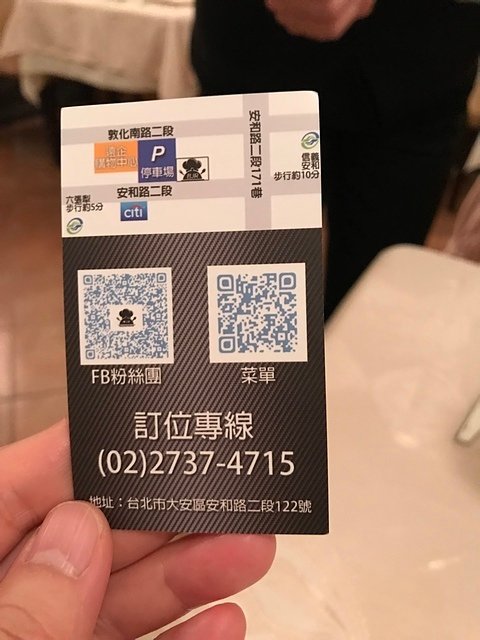 敦化南路二段
遠企
購物中心
P
停車場
安和路二段171巷
信義
安和
步行約10分
六張犁
步行約5分
安和路二段
citi
FB粉絲團
菜單
訂位專線
(02)2737-4715
地址：台北市大安區安和路二段122號